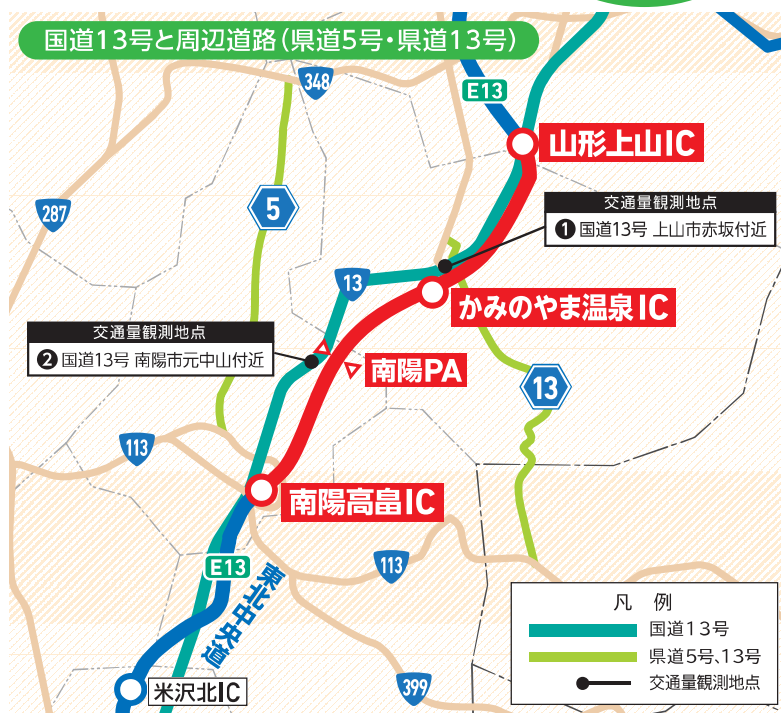 国道13号と周辺道路(県道5号・県道13号)
348
E13
山形上山IC
287
5
交通量観測地点
❶国道13号 上山市赤坂付近
13
かみのやま温泉IC
交通量観測地点
❷国道13号 南陽市元中山付近
南陽PA
13
113
南陽高畠IC
113
E13
東北中央道
凡 例
国道13号
県道5号、13号
交通量観測地点
米沢北IC
399